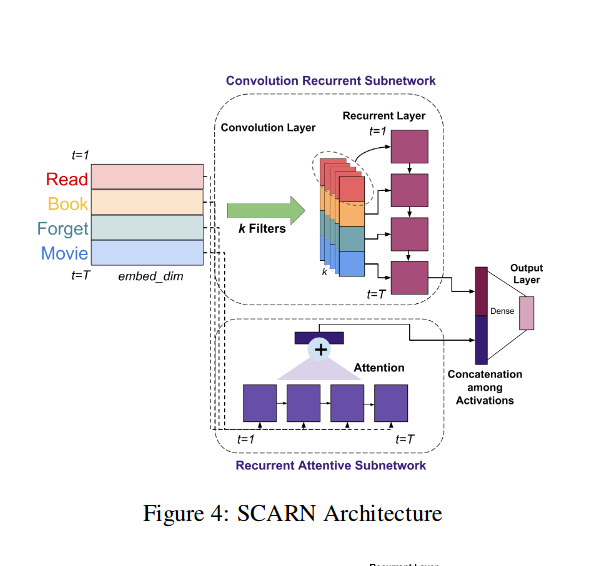 Convolution Recurrent Subnetwork
Recurrent Layer
Convolution Layer
t=1
t=1
Read
Book
Forget
Movie
t=T
embed_dim
k Filters
k
t=T
Output
Layer
Dense
Attention
+
Concatenation
among
Activations
t=1
t=T
Recurrent Attentive Subnetwork
Figure 4: SCARN Architecture